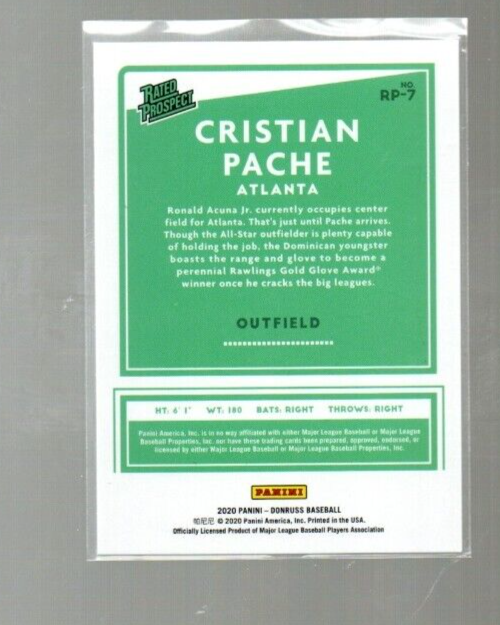 RATED
PROSPECT
NO.
RP-7
CRISTIAN
PACHE
ATLANTA
Ronald Acuna Jr. currently occupies center
field for Atlanta. That's just until Pache arrives.
Though the All-Star outfielder is plenty capable
of holding the job, the Dominican youngster
boasts the range and glove to become a
perennial Rawlings Gold Glove Award®
winner once he cracks the big leagues.
OUTFIELD
HT: 6' 1" WT: 180 BATS: RIGHT THROWS: RIGHT
Panini America, Inc. is in no way affiliated with either Major League Baseball or Major League
Baseball Properties, Inc. nor have these trading cards been prepared, approved, endorsed, or
licensed by either Major League Baseball or Major League Baseball Properties, Inc.
PANINI
2020 PANINI – DONRUSS BASEBALL
帕尼尼 © 2020 Panini America, Inc. Printed in the USA.
Officially Licensed Product of Major League Baseball Players Association